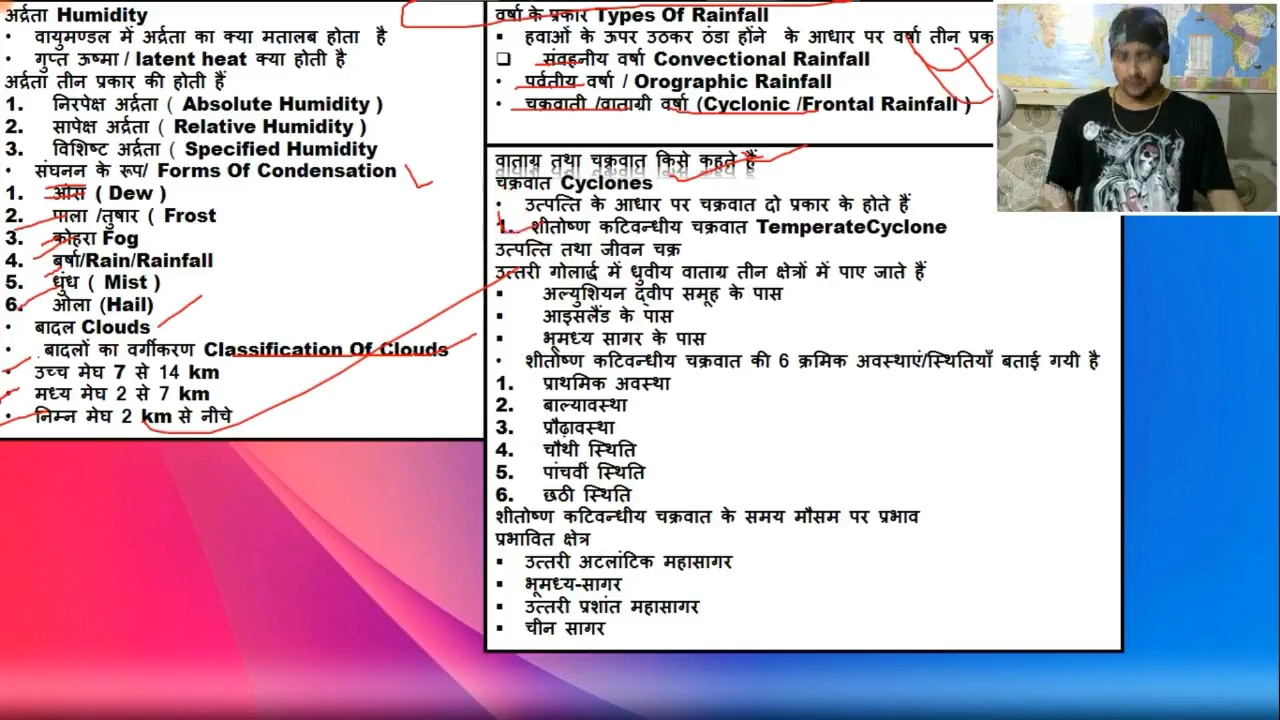 अर्द्रता Humidity
• वायुमण्डल में अर्द्रता का क्या मतालब होता है
• गुप्त ऊष्मा / latent heat क्या होती है
अर्द्रता तीन प्रकार की होती हैं
1. निरपेक्ष अर्द्रता ( Absolute Humidity )
2. सापेक्ष अर्द्रता ( Relative Humidity )
3. विशिष्ट अर्द्रता ( Specified Humidity
• संघनन के रूप/ Forms Of Condensation
1. ओस ( Dew )
2. पाला /तुषार ( Frost
3. कोहरा Fog
4. बर्षा/Rain/Rainfall
5. धुंध ( Mist )
6. ओला (Hail)
• बादल Clouds
• बादलों का वर्गीकरण Classification Of Clouds
• उच्च मेघ 7 से 14 km
• मध्य मेघ 2 से 7 km
• निम्न मेघ 2 km से नीचे
वर्षा के प्रकार Types Of Rainfall
▪ हवाओं के ऊपर उठकर ठंडा होंने के आधार पर वर्षा तीन प्रक
❑ संवहनीय वर्षा Convectional Rainfall
• पर्वतीय वर्षा / Orographic Rainfall
• चक्रवाती /वाताग्री वर्षा (Cyclonic /Frontal Rainfall )
वाताग्र तथा चक्रवात किसे कहते हैं
चक्रवात Cyclones
• उत्पत्ति के आधार पर चक्रवात दो प्रकार के होते हैं
1. शीतोष्ण कटिवन्धीय चक्रवात TemperateCyclone
उत्पत्ति तथा जीवन चक्र
उत्तरी गोलार्द्ध में ध्रुवीय वाताग्र तीन क्षेत्रों में पाए जाते हैं
▪ अल्युशियन द्वीप समूह के पास
▪ आइसलैंड के पास
▪ भूमध्य सागर के पास
• शीतोष्ण कटिवन्धीय चक्रवात की 6 क्रमिक अवस्थाएं/स्थितियाँ बताई गयी है
1. प्राथमिक अवस्था
2. बाल्यावस्था
3. प्रौढ़ावस्था
4. चौथी स्थिति
5. पांचवीं स्थिति
6. छठी स्थिति
शीतोष्ण कटिवन्धीय चक्रवात के समय मौसम पर प्रभाव
प्रभावित क्षेत्र
▪ उत्तरी अटलांटिक महासागर
▪ भूमध्य-सागर
▪ उत्तरी प्रशांत महासागर
▪ चीन सागर